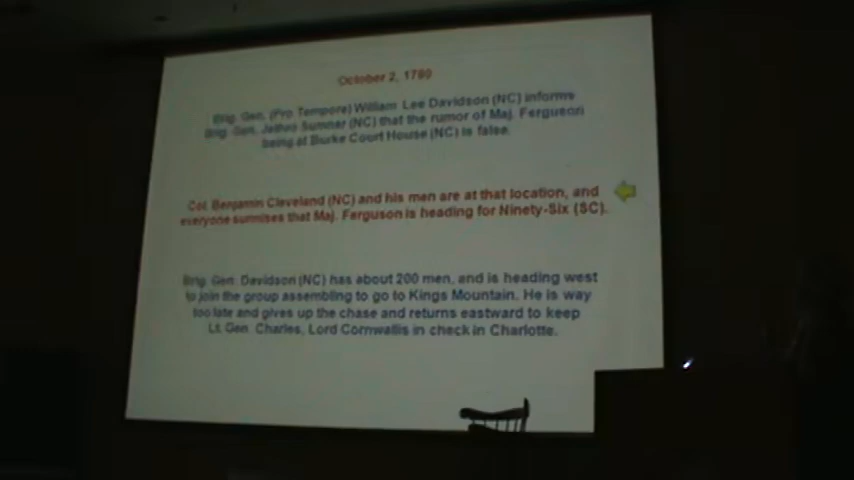 October 2, 1780
Brig. Gen. (Pro Tempore) William Lee Davidson (NC) informs
Brig. Gen. Jethro Sumner (NC) that the rumor of Maj. Ferguson
being at Burke Court House (NC) is false.
Col. Benjamin Cleveland (NC) and his men are at that location, and
everyone surmises that Maj. Ferguson is heading for Ninety-Six (SC).
Brig. Gen. Davidson (NC) has about 200 men, and is heading west
to join the group assembling to go to Kings Mountain. He is way
too late and gives up the chase and returns eastward to keep
Lt. Gen. Charles, Lord Cornwallis in check in Charlotte.